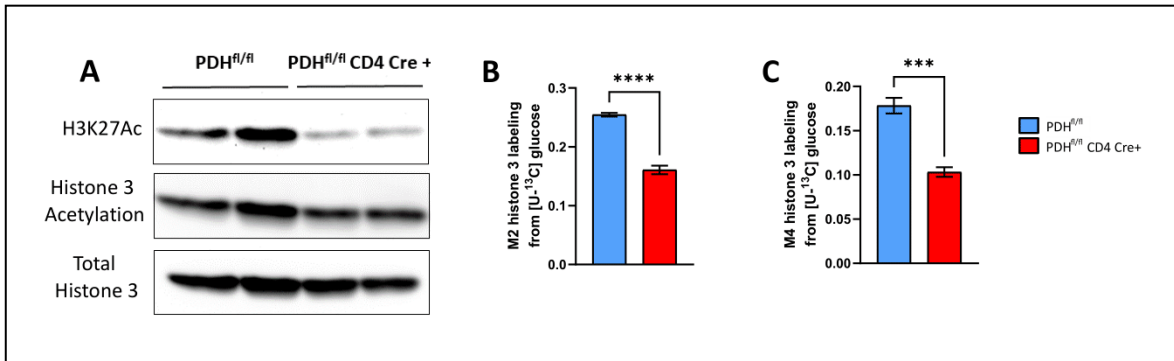 A
PDHfl/fl
PDHfl/fl CD4 Cre +
H3K27Ac
Histone 3
Acetylation
Total
Histone 3
B
M2 histone 3 labeling
from [U-13C] glucose
0.3
0.2
0.1
0.0
****
C
M4 histone 3 labeling
from [U-13C] glucose
0.20
0.15
0.10
0.05
0.00
***
PDHfl/fl
PDHfl/fl CD4 Cre+